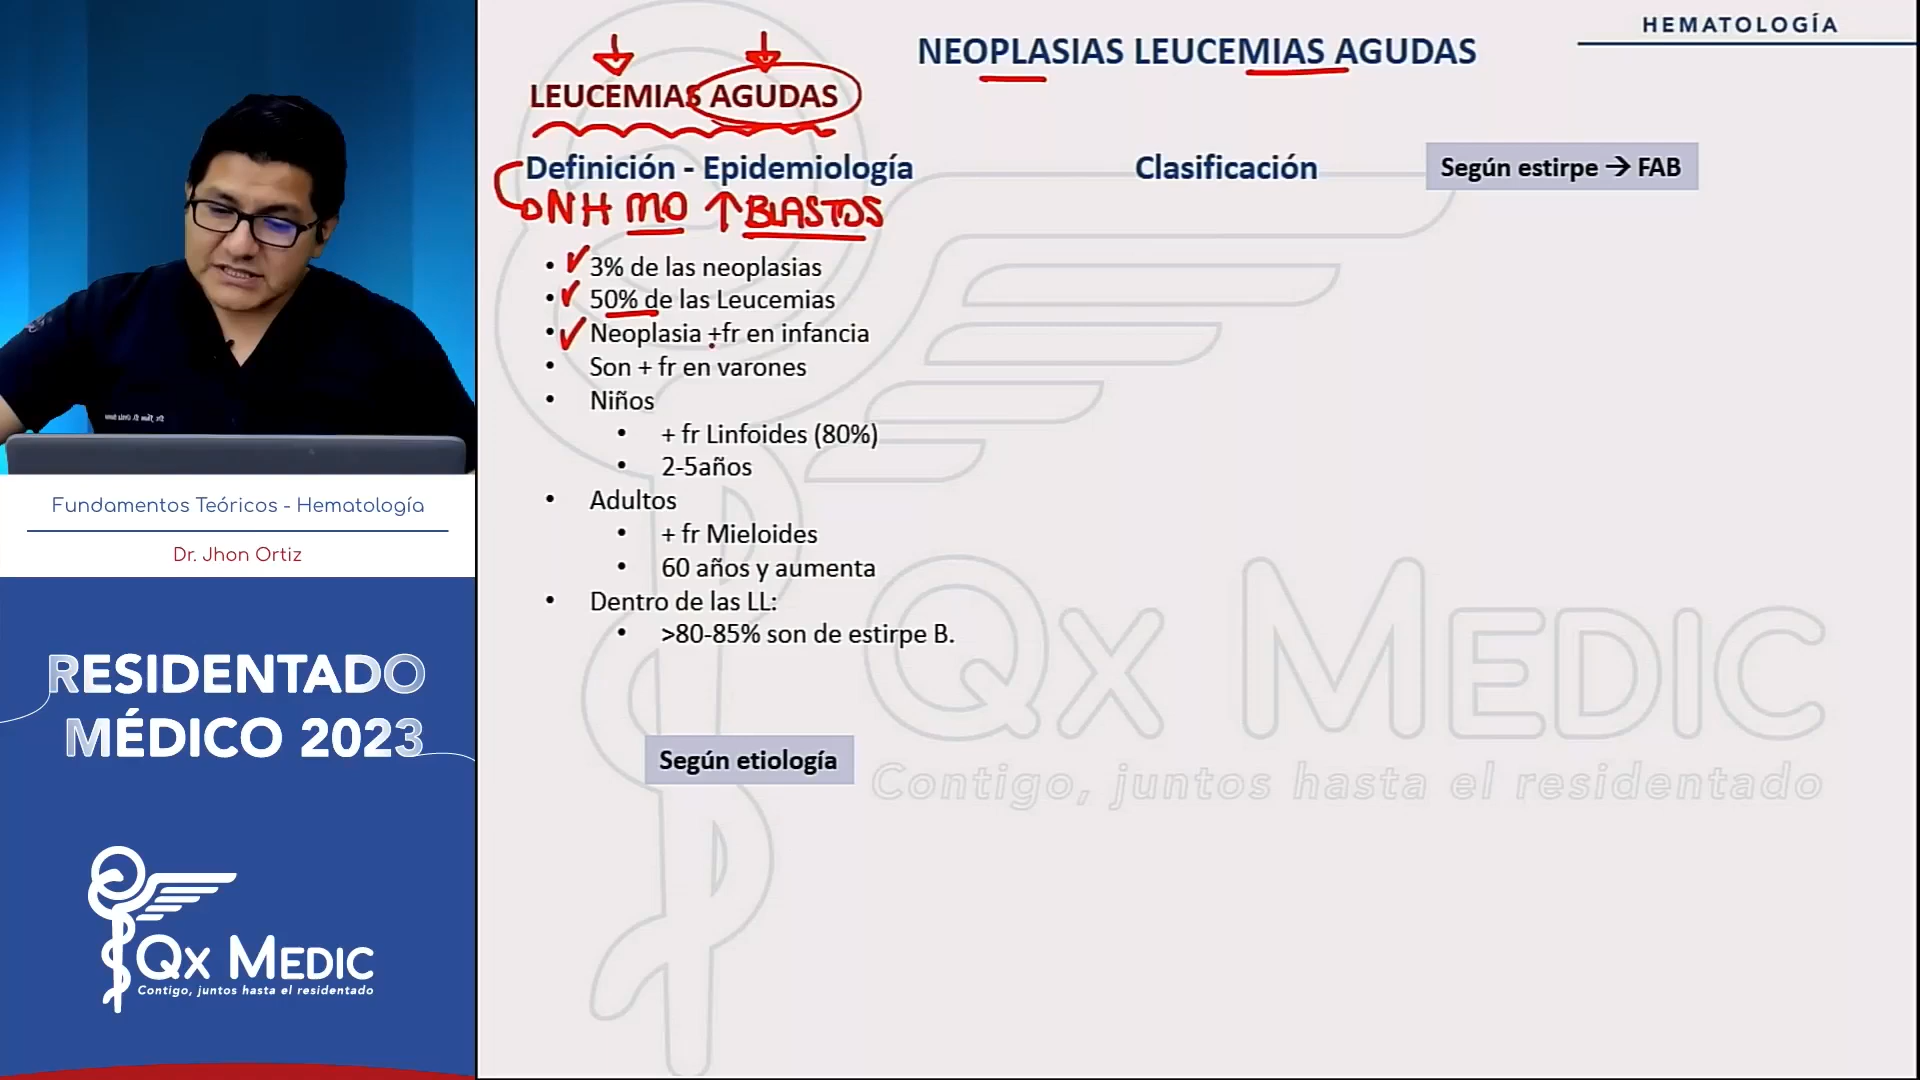 HEMATOLOGÍA
NEOPLASIAS LEUCEMIAS AGUDAS
LEUCEMIAS AGUDAS
Definición - Epidemiología
NH MO ↑ BLASTOS
• 3% de las neoplasias
• 50% de las Leucemias
• Neoplasia +fr en infancia
• Son + fr en varones
• Niños
• + fr Linfoides (80%)
• 2-5años
• Adultos
• + fr Mieloides
• 60 años y aumenta
• Dentro de las LL:
• >80-85% son de estirpe B.
Según etiología
Clasificación
Según estirpe → FAB
QX MEDIC
Contigo, juntos hasta el residentado
Fundamentos Teóricos - Hematología
Dr. Jhon Ortiz
RESIDENTADO
MÉDICO 2023
QX MEDIC
Contigo, juntos hasta el residentado